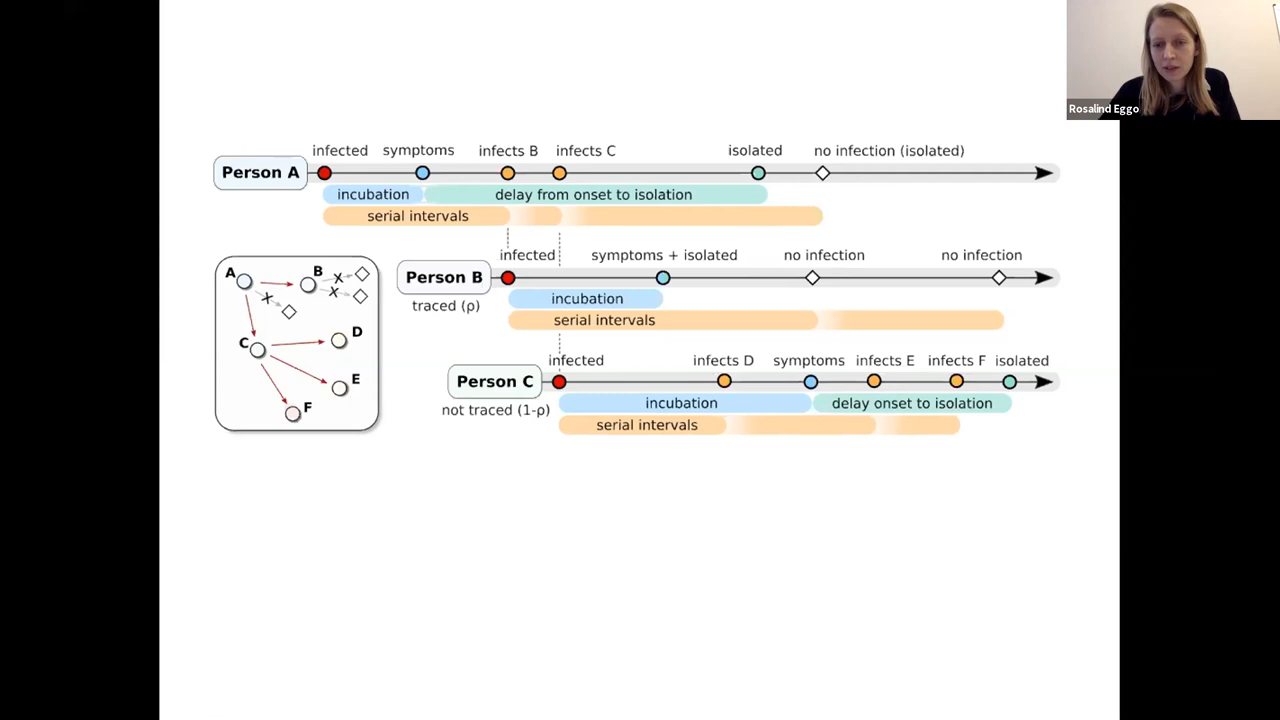 Rosalind Eggo
infected symptoms infects B infects C isolated no infection (isolated)
Person A
incubation delay from onset to isolation
serial intervals
infected symptoms + isolated no infection no infection
Person B
traced (ρ)
incubation
serial intervals
infected infects D symptoms infects E infects F isolated
Person C
not traced (1-ρ)
incubation delay onset to isolation
serial intervals
A B X X X
C D
E
F